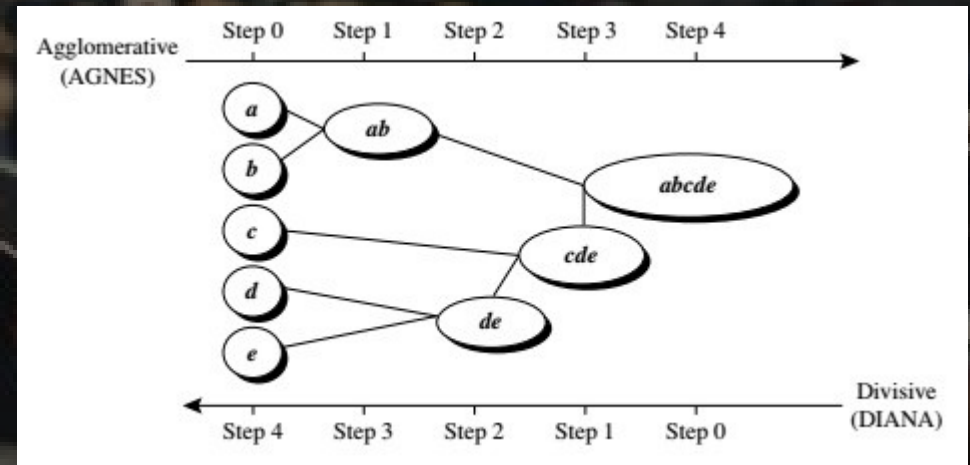 Step 0 Step 1 Step 2 Step 3 Step 4
Agglomerative
(AGNES)
a
ab
b
abcde
c
cde
d
de
e
Divisive
(DIANA)
Step 4 Step 3 Step 2 Step 1 Step 0